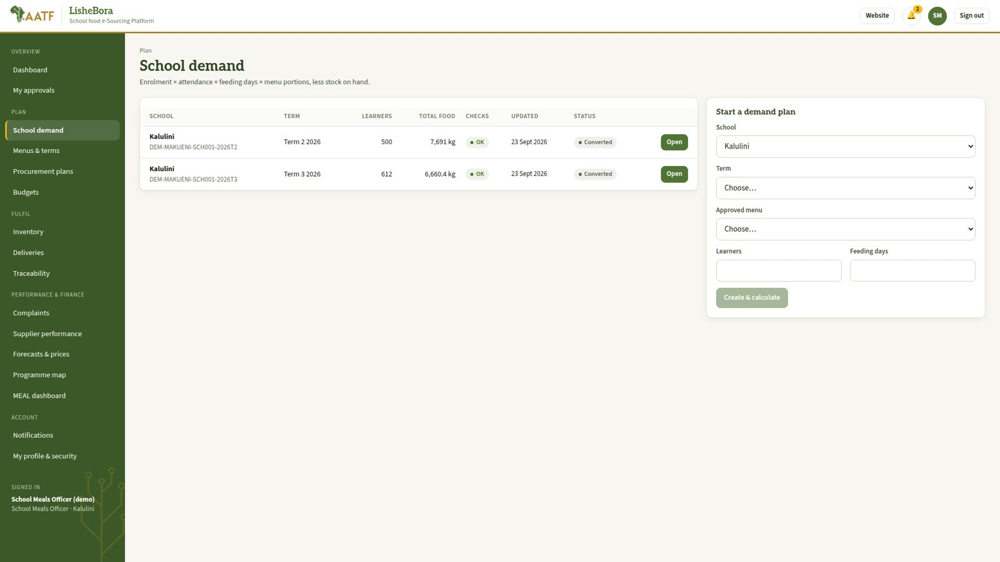 AATF
LisheBora
School food e-Sourcing Platform
Website
2
SM
Sign out
OVERVIEW
Dashboard
My approvals
PLAN
School demand
Menus & terms
Procurement plans
Budgets
FULFIL
Inventory
Deliveries
Traceability
PERFORMANCE & FINANCE
Complaints
Supplier performance
Forecasts & prices
Programme map
MEAL dashboard
ACCOUNT
Notifications
My profile & security
SIGNED IN
School Meals Officer (demo)
School Meals Officer · Kalulini
Plan
School demand
Enrolment × attendance × feeding days × menu portions, less stock on hand.
SCHOOL TERM LEARNERS TOTAL FOOD CHECKS UPDATED STATUS
Kalulini
DEM-MAKUENI-SCH001-2026T2
Term 2 2026 500 7,691 kg OK 23 Sept 2026 Converted Open
Kalulini
DEM-MAKUENI-SCH001-2026T3
Term 3 2026 612 6,660.4 kg OK 23 Sept 2026 Converted Open
Start a demand plan
School
Kalulini
Term
Choose...
Approved menu
Choose...
Learners Feeding days
Create & calculate